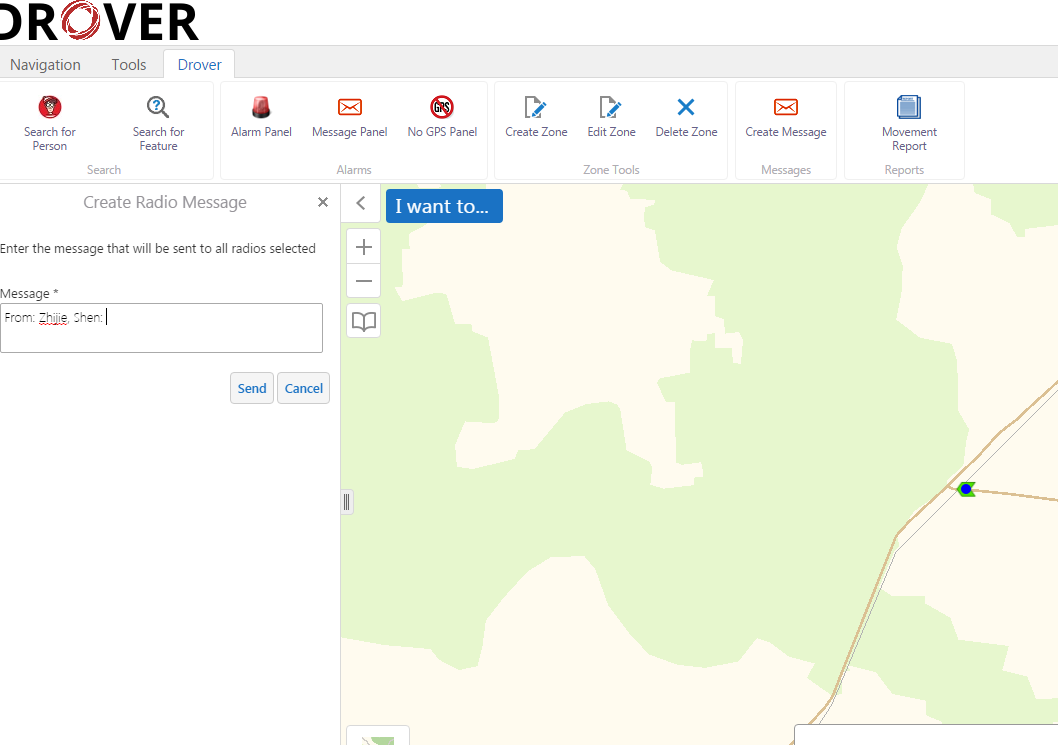 DROVER
Navigation Tools Drover
Search for Person
Search for Feature
Search
Alarm Panel
Message Panel
GPS
No GPS Panel
Alarms
Create Zone
Edit Zone
Delete Zone
Zone Tools
Create Message
Messages
Movement Report
Reports
Create Radio Message
Enter the message that will be sent to all radios selected
Message *
From: Zhijie, Shen:
Send Cancel
I want to...